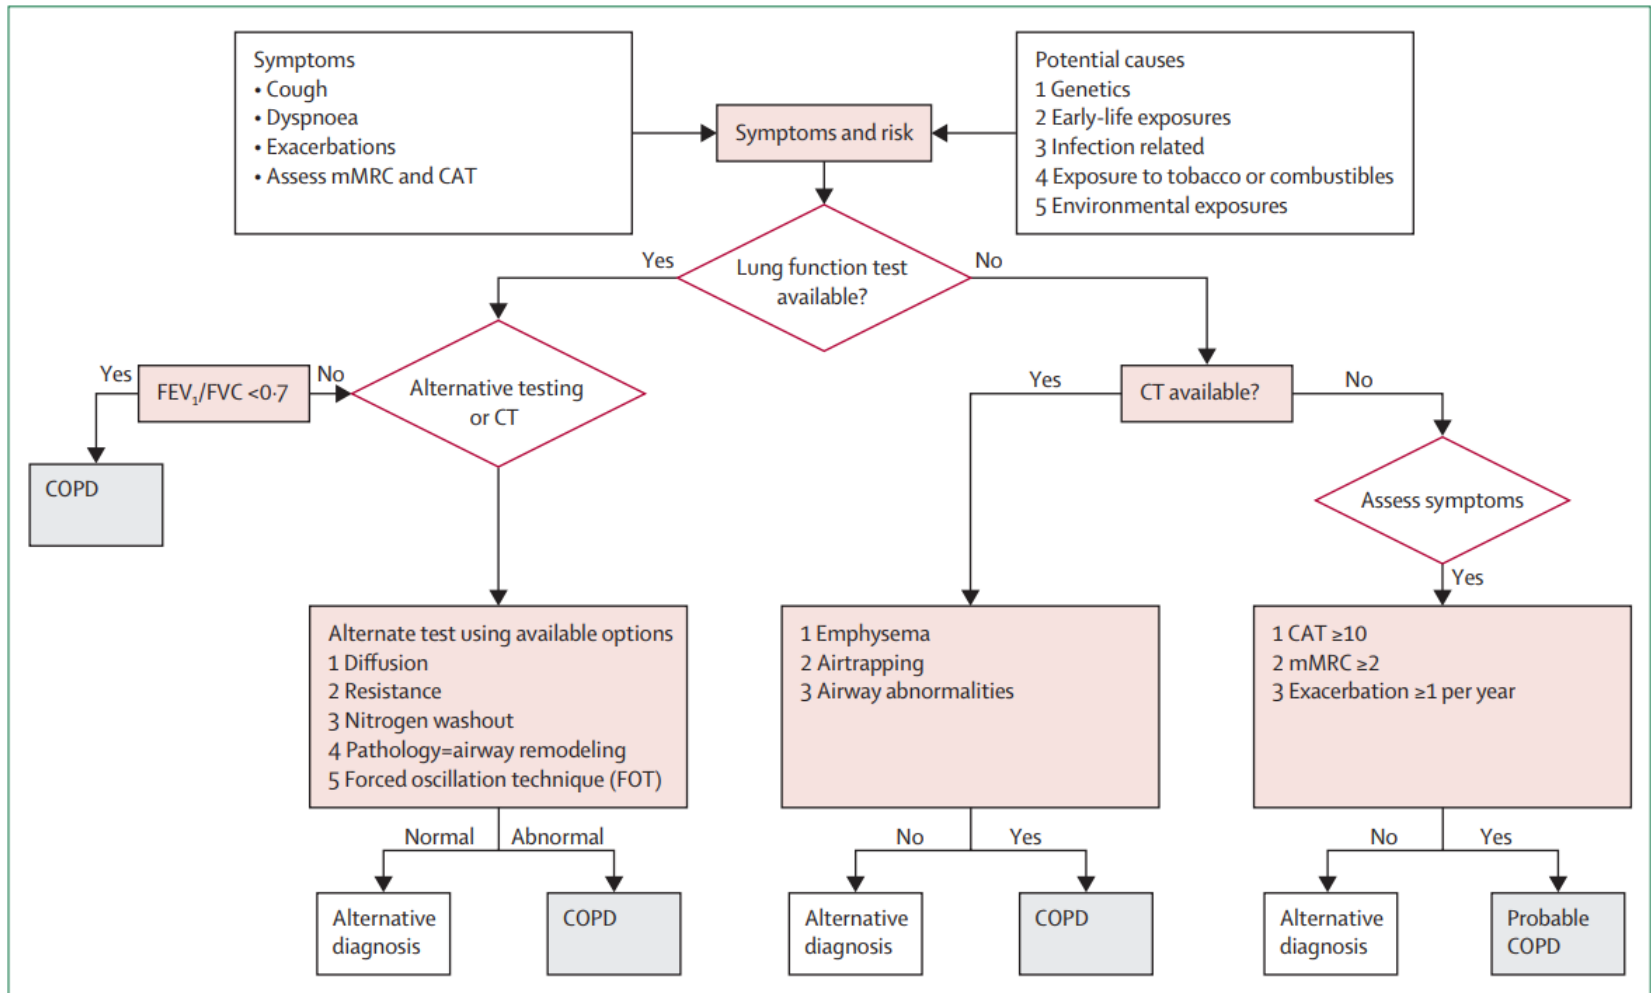 Symptoms
• Cough
• Dyspnoea
• Exacerbations
• Assess mMRC and CAT
Symptoms and risk
Potential causes
1 Genetics
2 Early-life exposures
3 Infection related
4 Exposure to tobacco or combustibles
5 Environmental exposures
Yes
Lung function test
available?
No
Yes
FEV₁/FVC <0·7
No
Alternative testing
or CT
COPD
Yes
CT available?
No
Assess symptoms
Yes
Alternate test using available options
1 Diffusion
2 Resistance
3 Nitrogen washout
4 Pathology=airway remodeling
5 Forced oscillation technique (FOT)
1 Emphysema
2 Airtrapping
3 Airway abnormalities
1 CAT ≥10
2 mMRC ≥2
3 Exacerbation ≥1 per year
Normal
Abnormal
Alternative
diagnosis
COPD
No
Yes
Alternative
diagnosis
COPD
No
Yes
Alternative
diagnosis
Probable
COPD